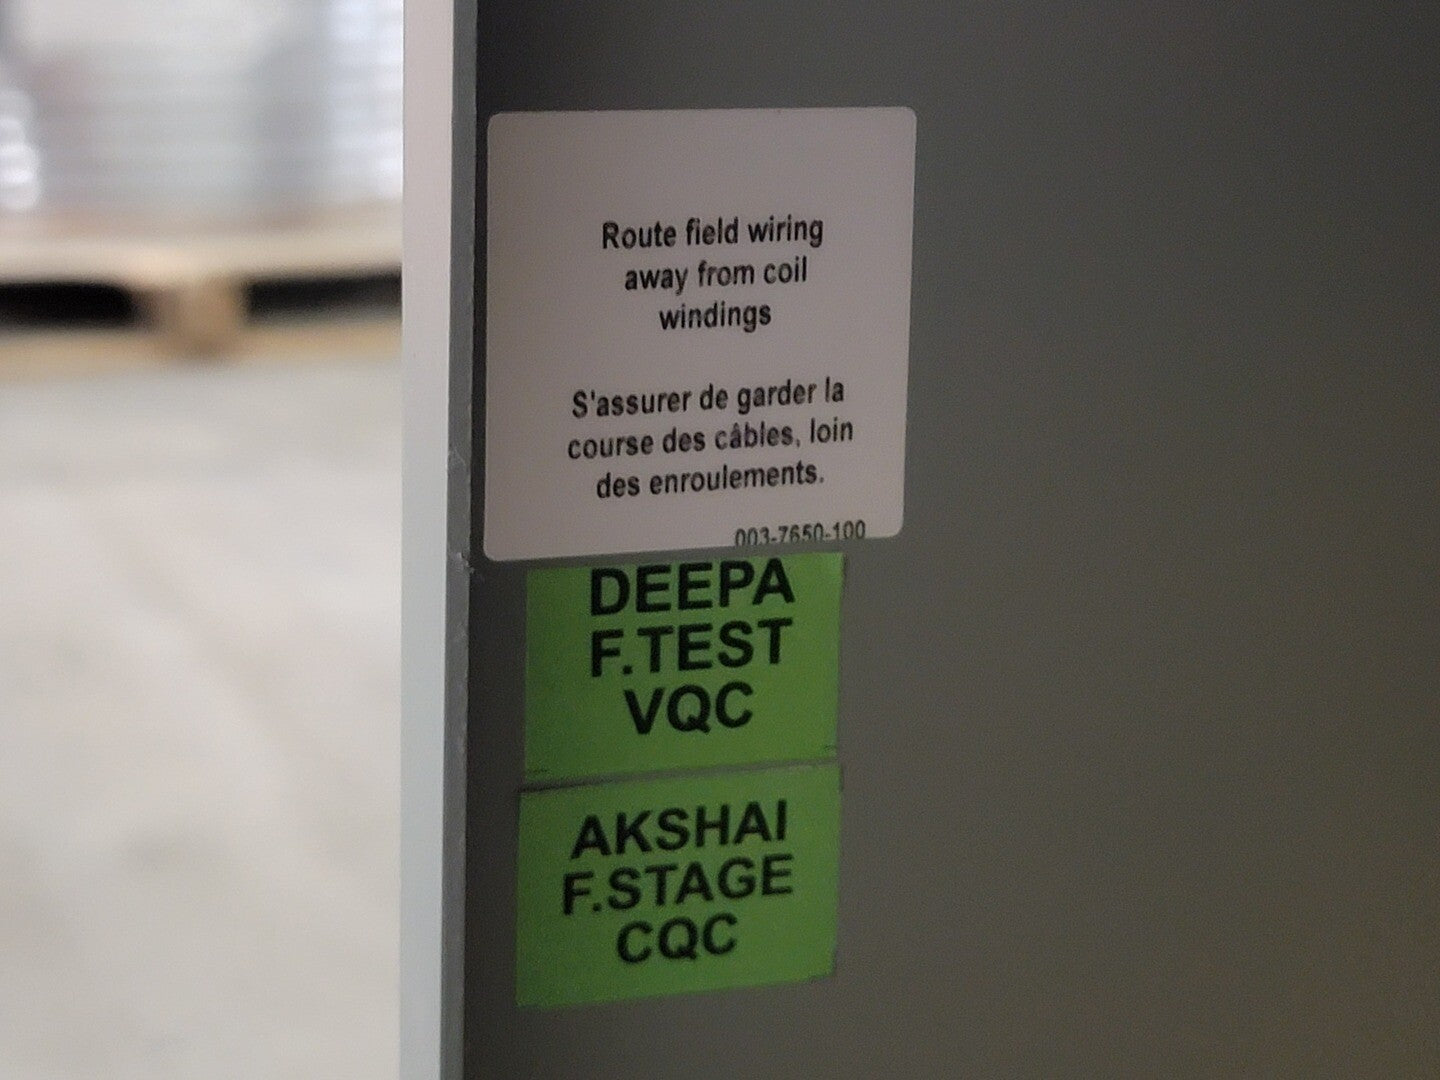 Route field wiring
away from coil
windings
S'assurer de garder la
course des câbles, loin
des enroulements.
003-7650-100
DEEPA
F.TEST
VQC
AKSHAI
F.STAGE
CQC